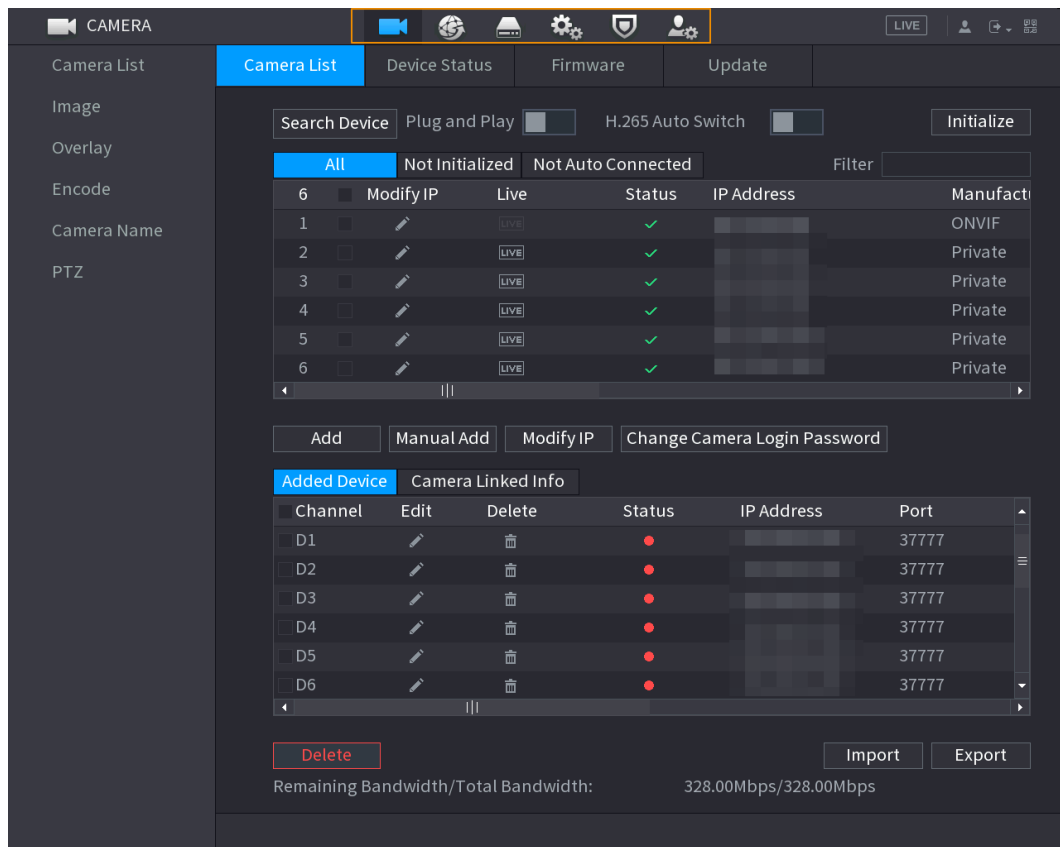 CAMERA LIVE
Camera List
Image
Overlay
Encode
Camera Name
PTZ
Camera List Device Status Firmware Update
Search Device Plug and Play H.265 Auto Switch Initialize
All Not Initialized Not Auto Connected Filter
6 Modify IP Live Status IP Address Manufactu
1 LIVE ONVIF
2 LIVE Private
3 LIVE Private
4 LIVE Private
5 LIVE Private
6 LIVE Private
Add Manual Add Modify IP Change Camera Login Password
Added Device Camera Linked Info
Channel Edit Delete Status IP Address Port
D1 37777
D2 37777
D3 37777
D4 37777
D5 37777
D6 37777
Delete Import Export
Remaining Bandwidth/Total Bandwidth: 328.00Mbps/328.00Mbps